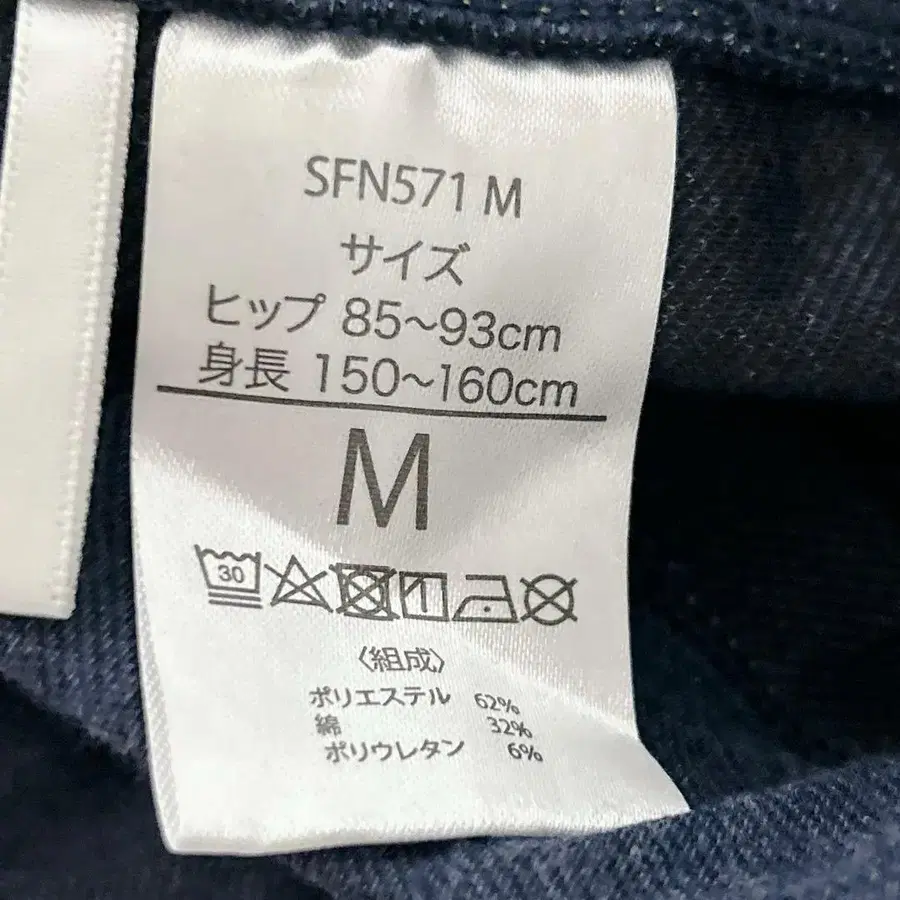 SFN571 M
サイズ
ヒップ 85～93cm
身長 150～160cm
M
30
〈組成〉
ポリエステル 62%
綿 32%
ポリウレタン 6%